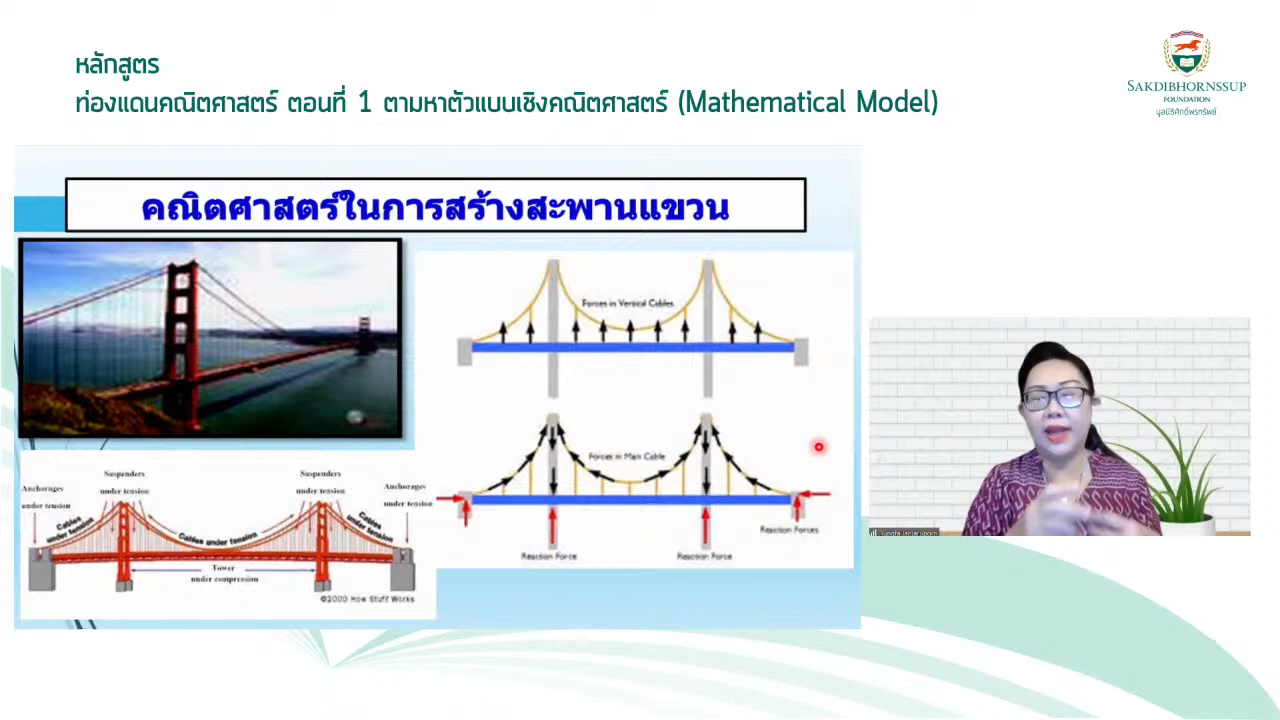 หลักสูตร
ท่องแดนคณิตศาสตร์ ตอนที่ 1 ตามหาตัวแบบเชิงคณิตศาสตร์ (Mathematical Model)
SAKDIBHORNSSUP
FOUNDATION
มูลนิธิศักดิ์พรทรัพย์
คณิตศาสตร์ในการสร้างสะพานแขวน
Forces in Vertical Cables
Forces in Main Cable
Reaction Forces
Reaction Force
Reaction Force
Suspenders
under tension
Suspenders
under tension
Anchorages
under tension
Anchorages
under tension
Cables
under tension
Cables under tension
Cables
under tension
Tower
under compression
©2000 How Stuff Works